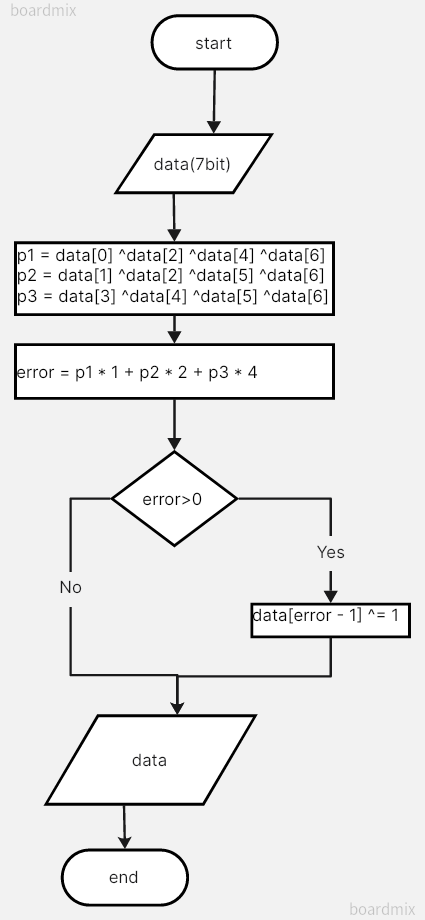 boardmix
start
data(7bit)
p1 = data[0] ^data[2] ^data[4] ^data[6]
p2 = data[1] ^data[2] ^data[5] ^data[6]
p3 = data[3] ^data[4] ^data[5] ^data[6]
error = p1 * 1 + p2 * 2 + p3 * 4
error>0
Yes
No
data[error - 1] ^= 1
data
end
boardmix